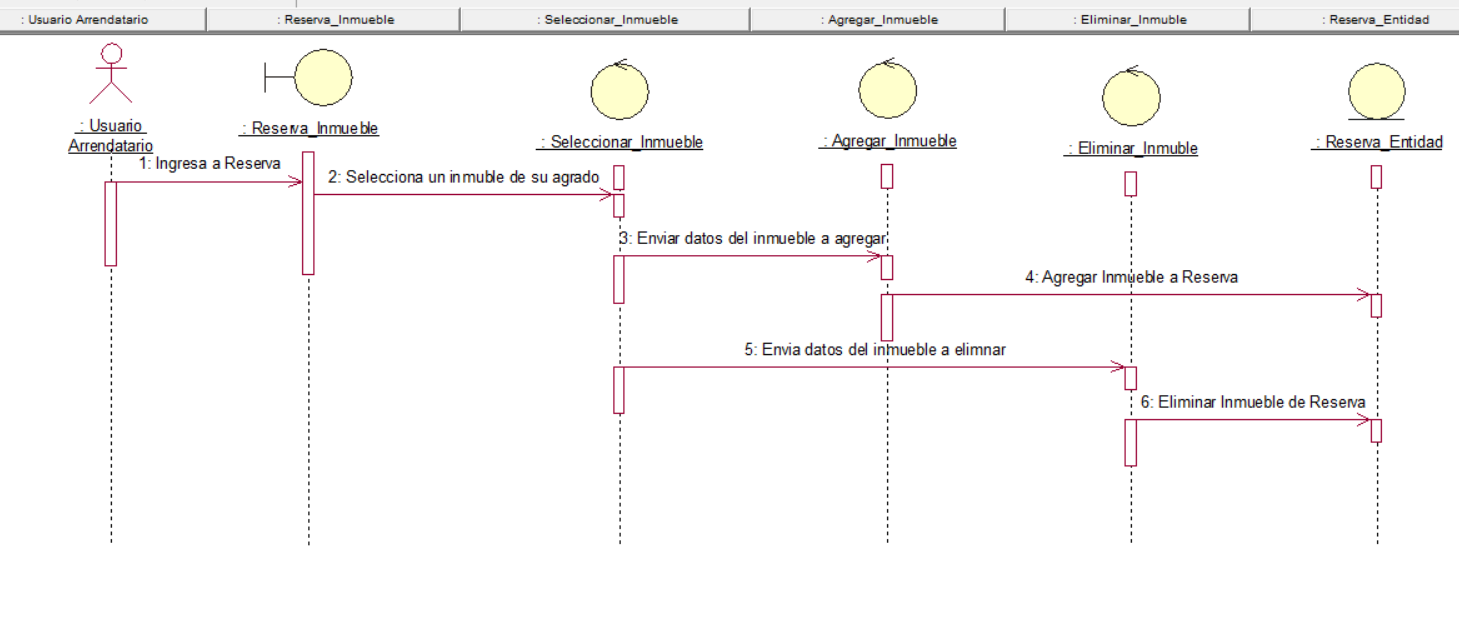 : Usuario Arrendatario
: Reserva_Inmueble
: Seleccionar_Inmueble
: Agregar_Inmueble
: Eliminar_Inmuble
: Reserva_Entidad
: Usuario
Arrendatario
: Reserva_Inmueble
: Seleccionar_Inmueble
: Agregar_Inmueble
: Eliminar_Inmuble
: Reserva_Entidad
1: Ingresa a Reserva
2: Selecciona un inmuble de su agrado
3: Enviar datos del inmueble a agregar
4: Agregar Inmueble a Reserva
5: Envia datos del inmueble a elimnar
6: Eliminar Inmueble de Reserva